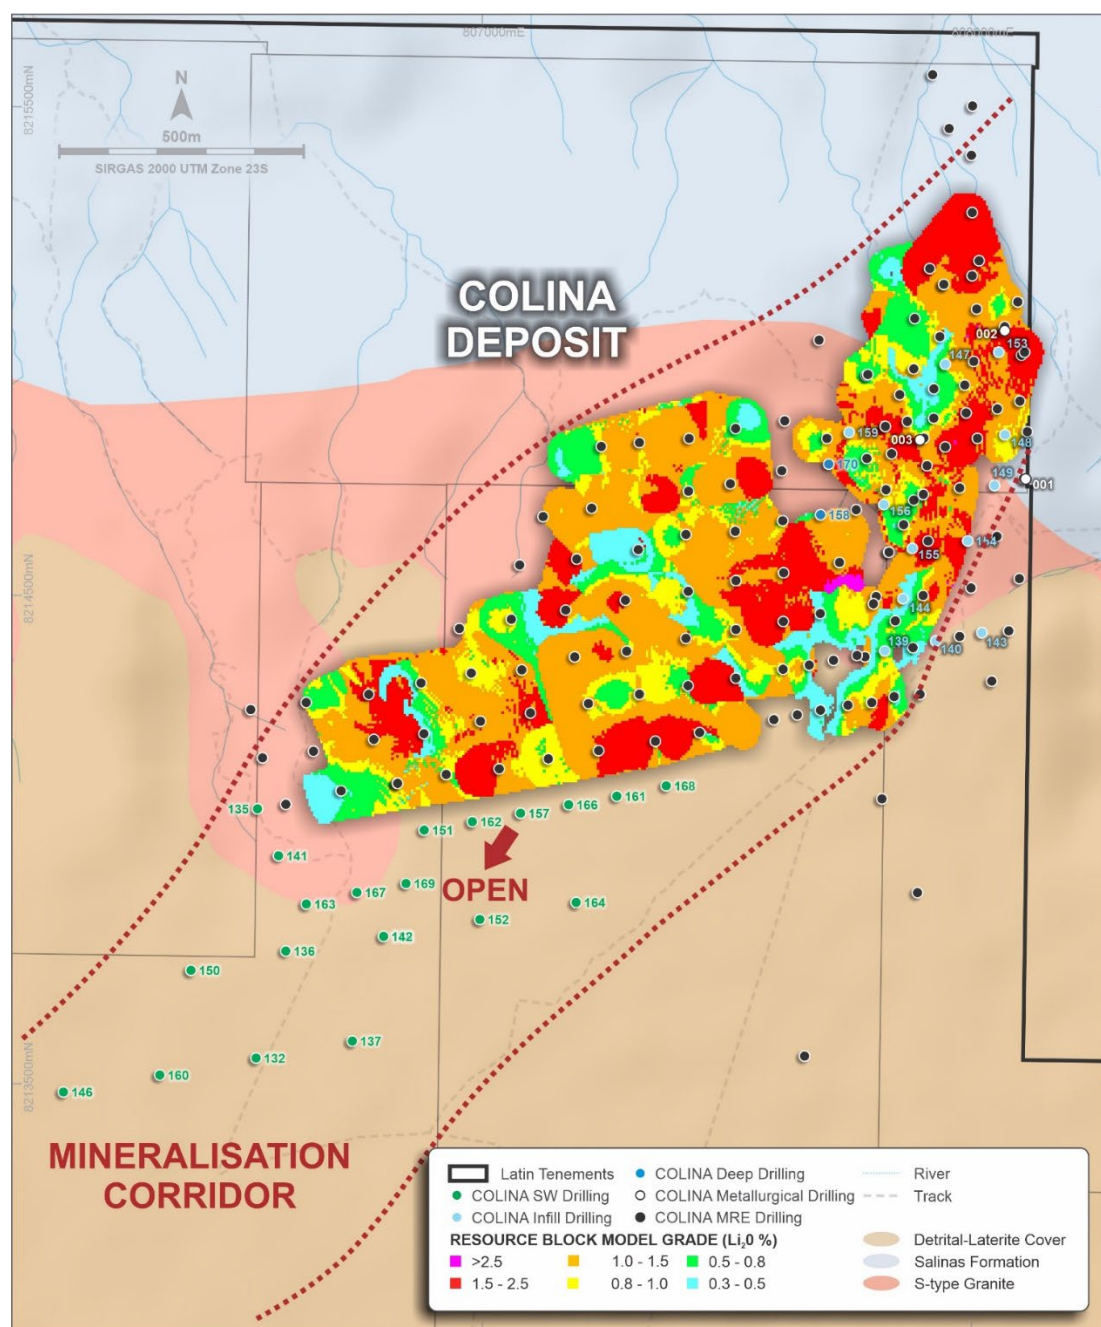 807000mE
808000mE
8215500mN
N
500m
SIRGAS 2000 UTM Zone 23S
COLINA
DEPOSIT
002
153
147
159
003
148
170
149
001
158
156
154
155
144
139
140
143
168
161
166
157
162
151
135
OPEN
141
169
167
163
164
152
142
136
150
137
132
160
146
8214500mN
8213500mN
MINERALISATION
CORRIDOR
Latin Tenements
COLINA Deep Drilling
River
COLINA SW Drilling
COLINA Metallurgical Drilling
Track
COLINA Infill Drilling
COLINA MRE Drilling
RESOURCE BLOCK MODEL GRADE (Li₂0 %)
Detrital-Laterite Cover
>2.5
1.0 - 1.5
0.5 - 0.8
Salinas Formation
1.5 - 2.5
0.8 - 1.0
0.3 - 0.5
S-type Granite